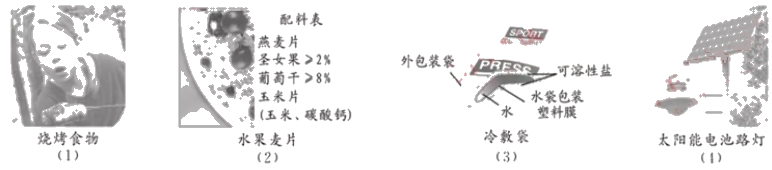 配料表
燕麦片
圣女果≥2%
葡萄干≥8%
玉米片
(玉米、碳酸钙)
SPORT
PRESS
外包装袋
可溶性盐
水袋包装
塑料膜
水
烧烤食物
(1)
水果麦片
(2)
冷敷袋
(3)
太阳能电池路灯
(4)